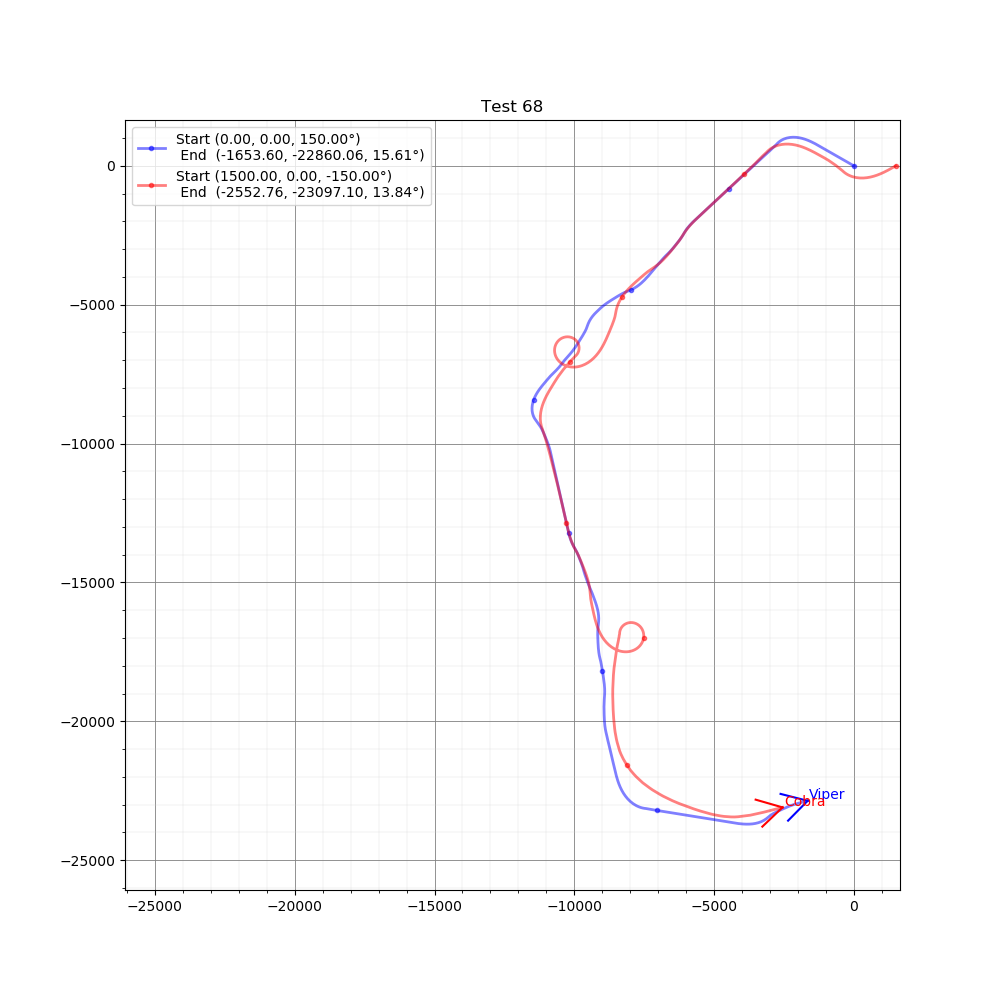 Test 68
Start (0.00, 0.00, 150.00°)
End (-1653.60, -22860.06, 15.61°)
Start (1500.00, 0.00, -150.00°)
End (-2552.76, -23097.10, 13.84°)
0
−5000
−10000
−15000
−20000
−25000
Viper
Cobra
−25000 −20000 −15000 −10000 −5000 0